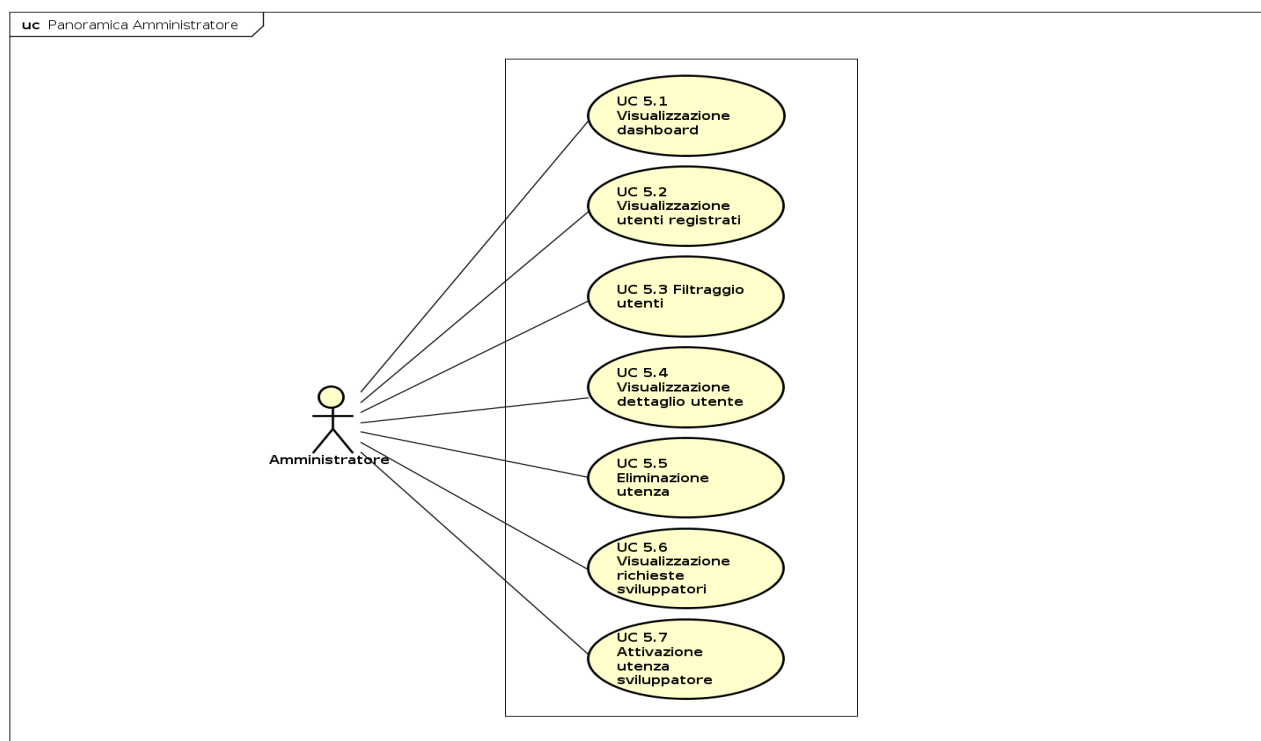 uc Panoramica Amministratore
UC 5.1
Visualizzazione
dashboard
UC 5.2
Visualizzazione
utenti registrati
UC 5.3 Filtraggio
utenti
UC 5.4
Visualizzazione
dettaglio utente
Amministratore
UC 5.5
Eliminazione
utenza
UC 5.6
Visualizzazione
richieste
sviluppatori
UC 5.7
Attivazione
utenza
sviluppatore